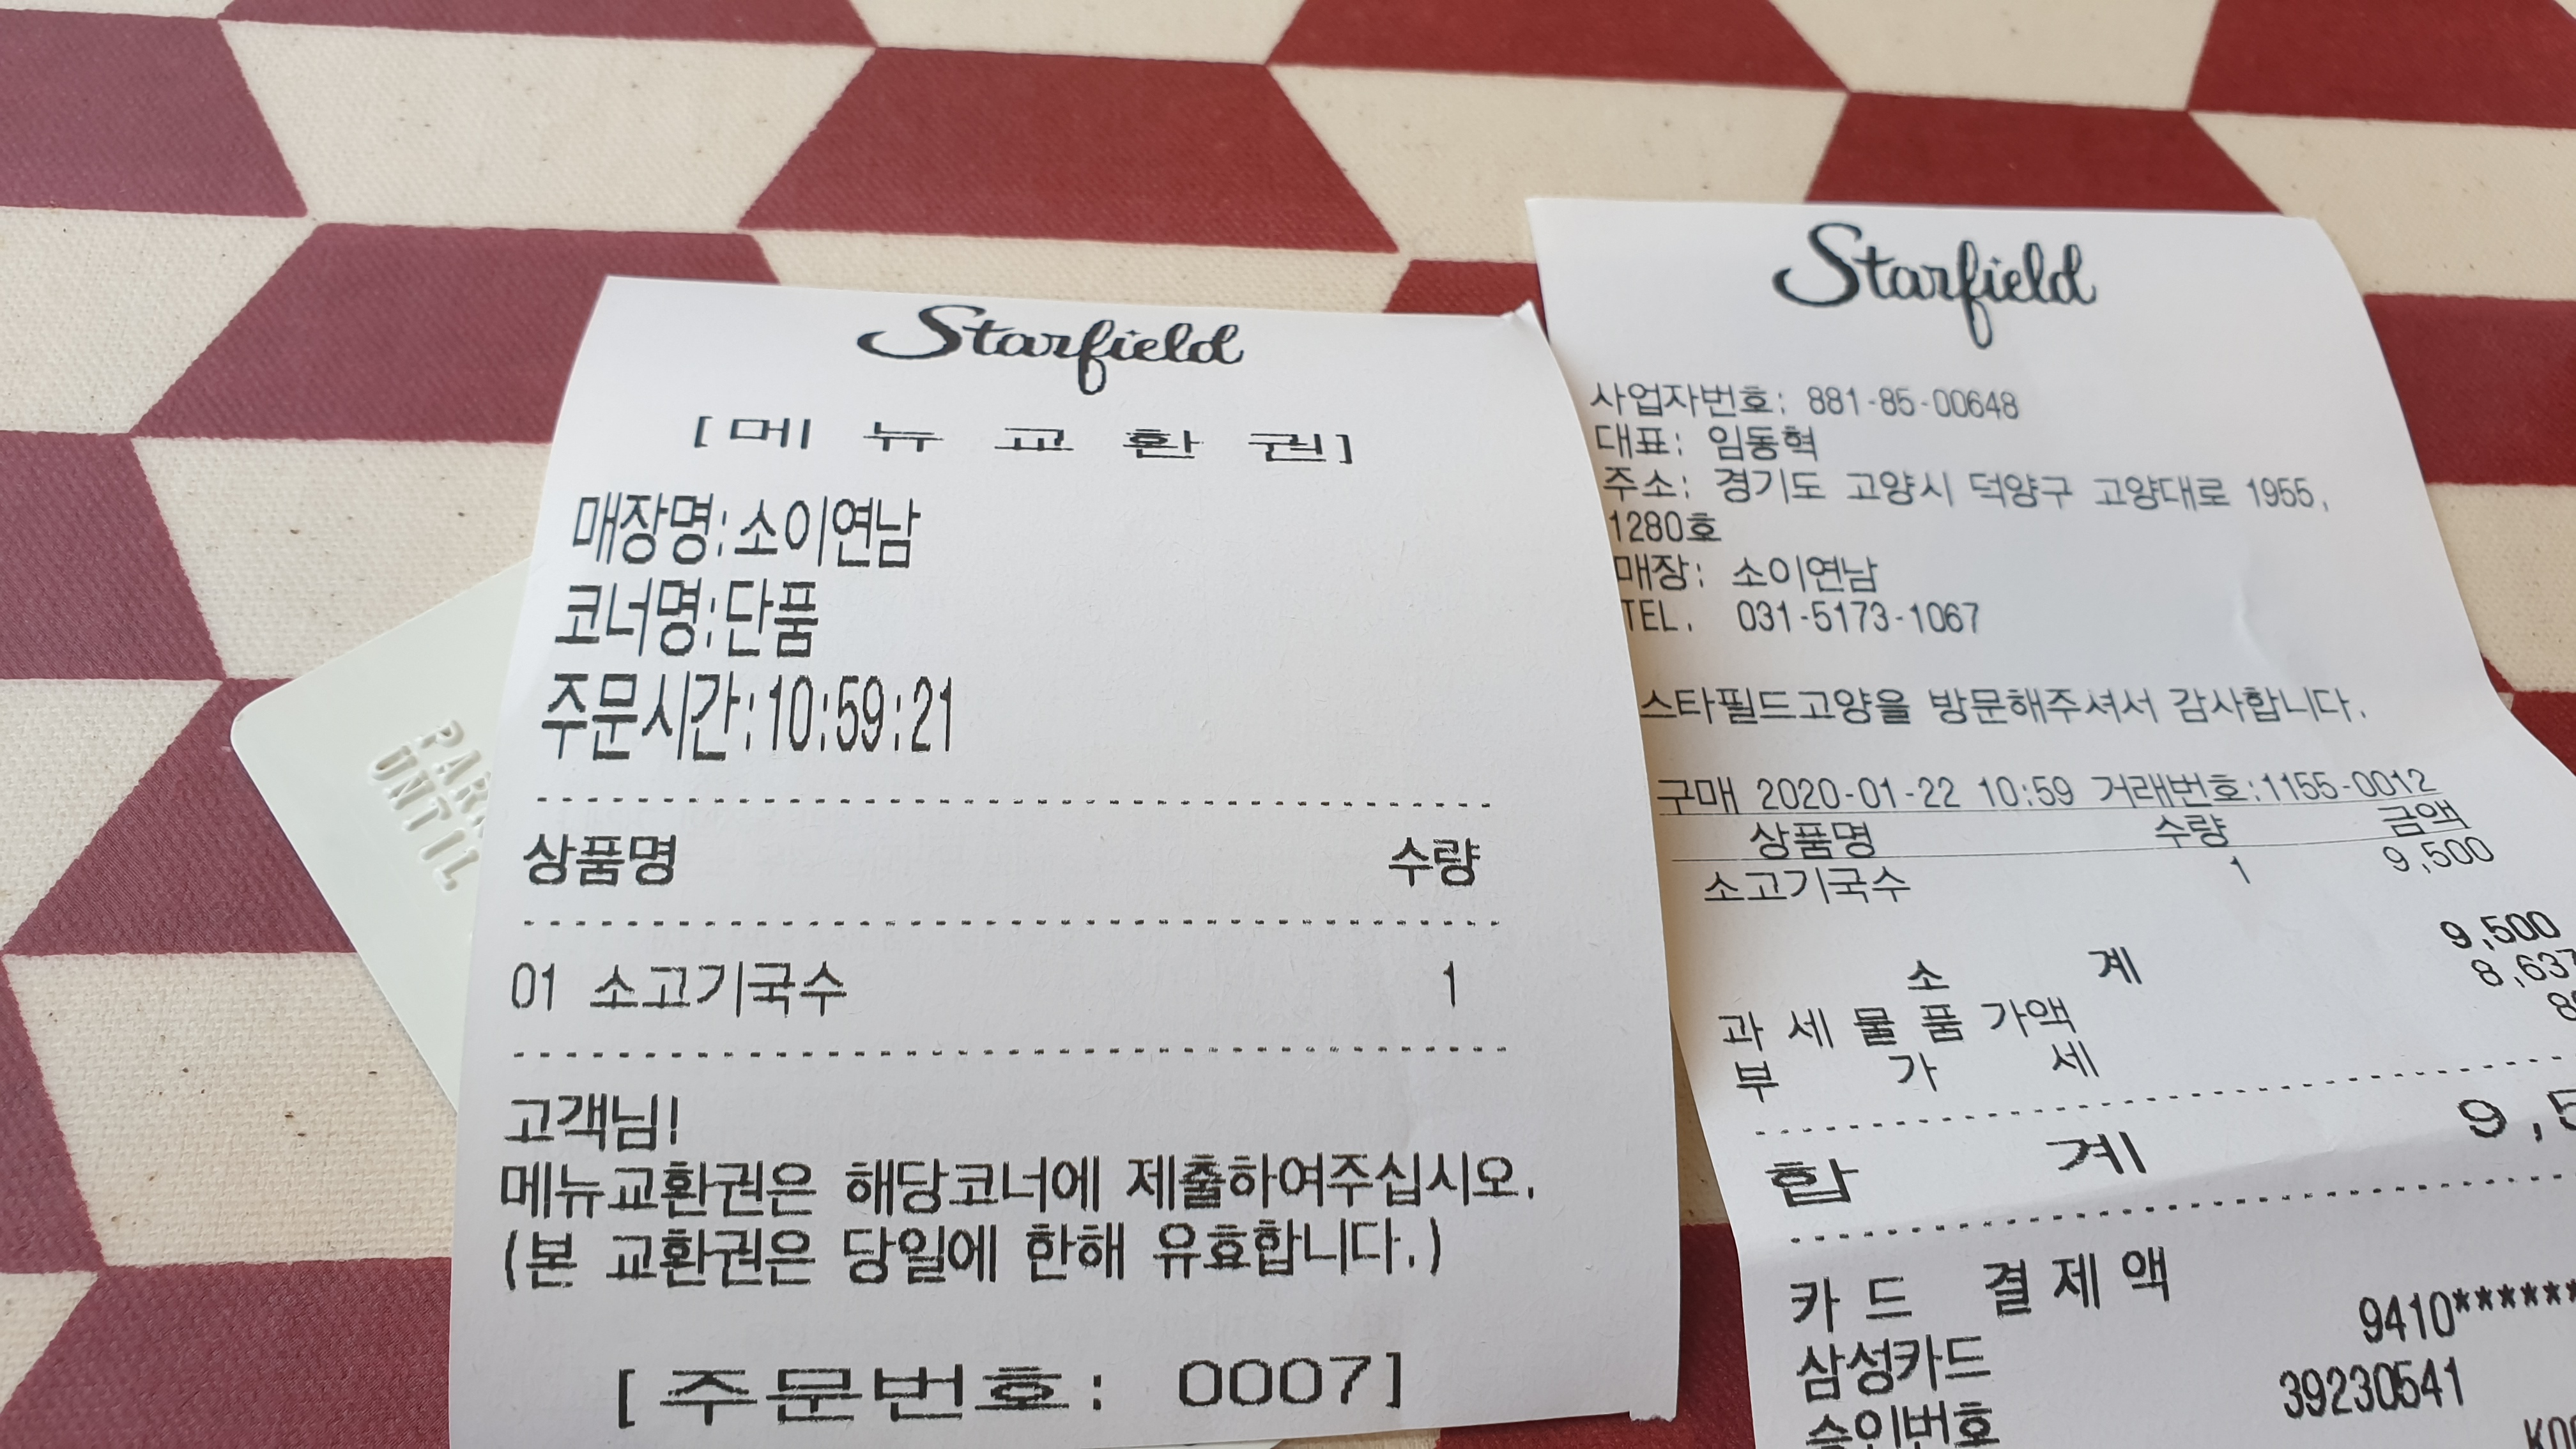 Starfield
[메 뉴 교 환 권]
매장명:소이연남
코너명:단품
주문시간:10:59:21
상품명 수량
01 소고기국수 1
고객님!
메뉴교환권은 해당코너에 제출하여주십시오.
(본 교환권은 당일에 한해 유효합니다.)
[주문번호: 0007]
Starfield
사업자번호: 881-85-00648
대표: 임동혁
주소: 경기도 고양시 덕양구 고양대로 1955,
1280호
매장: 소이연남
TEL. 031-5173-1067
스타필드고양을 방문해주셔서 감사합니다.
구매 2020-01-22 10:59 거래번호:1155-0012
상품명 수량 금액
소고기국수 1 9,500
소 계 9,500
과 세 물 품 가액 8,637
부 가 세
합 계 9,5
카 드 결 제 액
삼성카드 9410******
승인번호 39230541
UNTIL